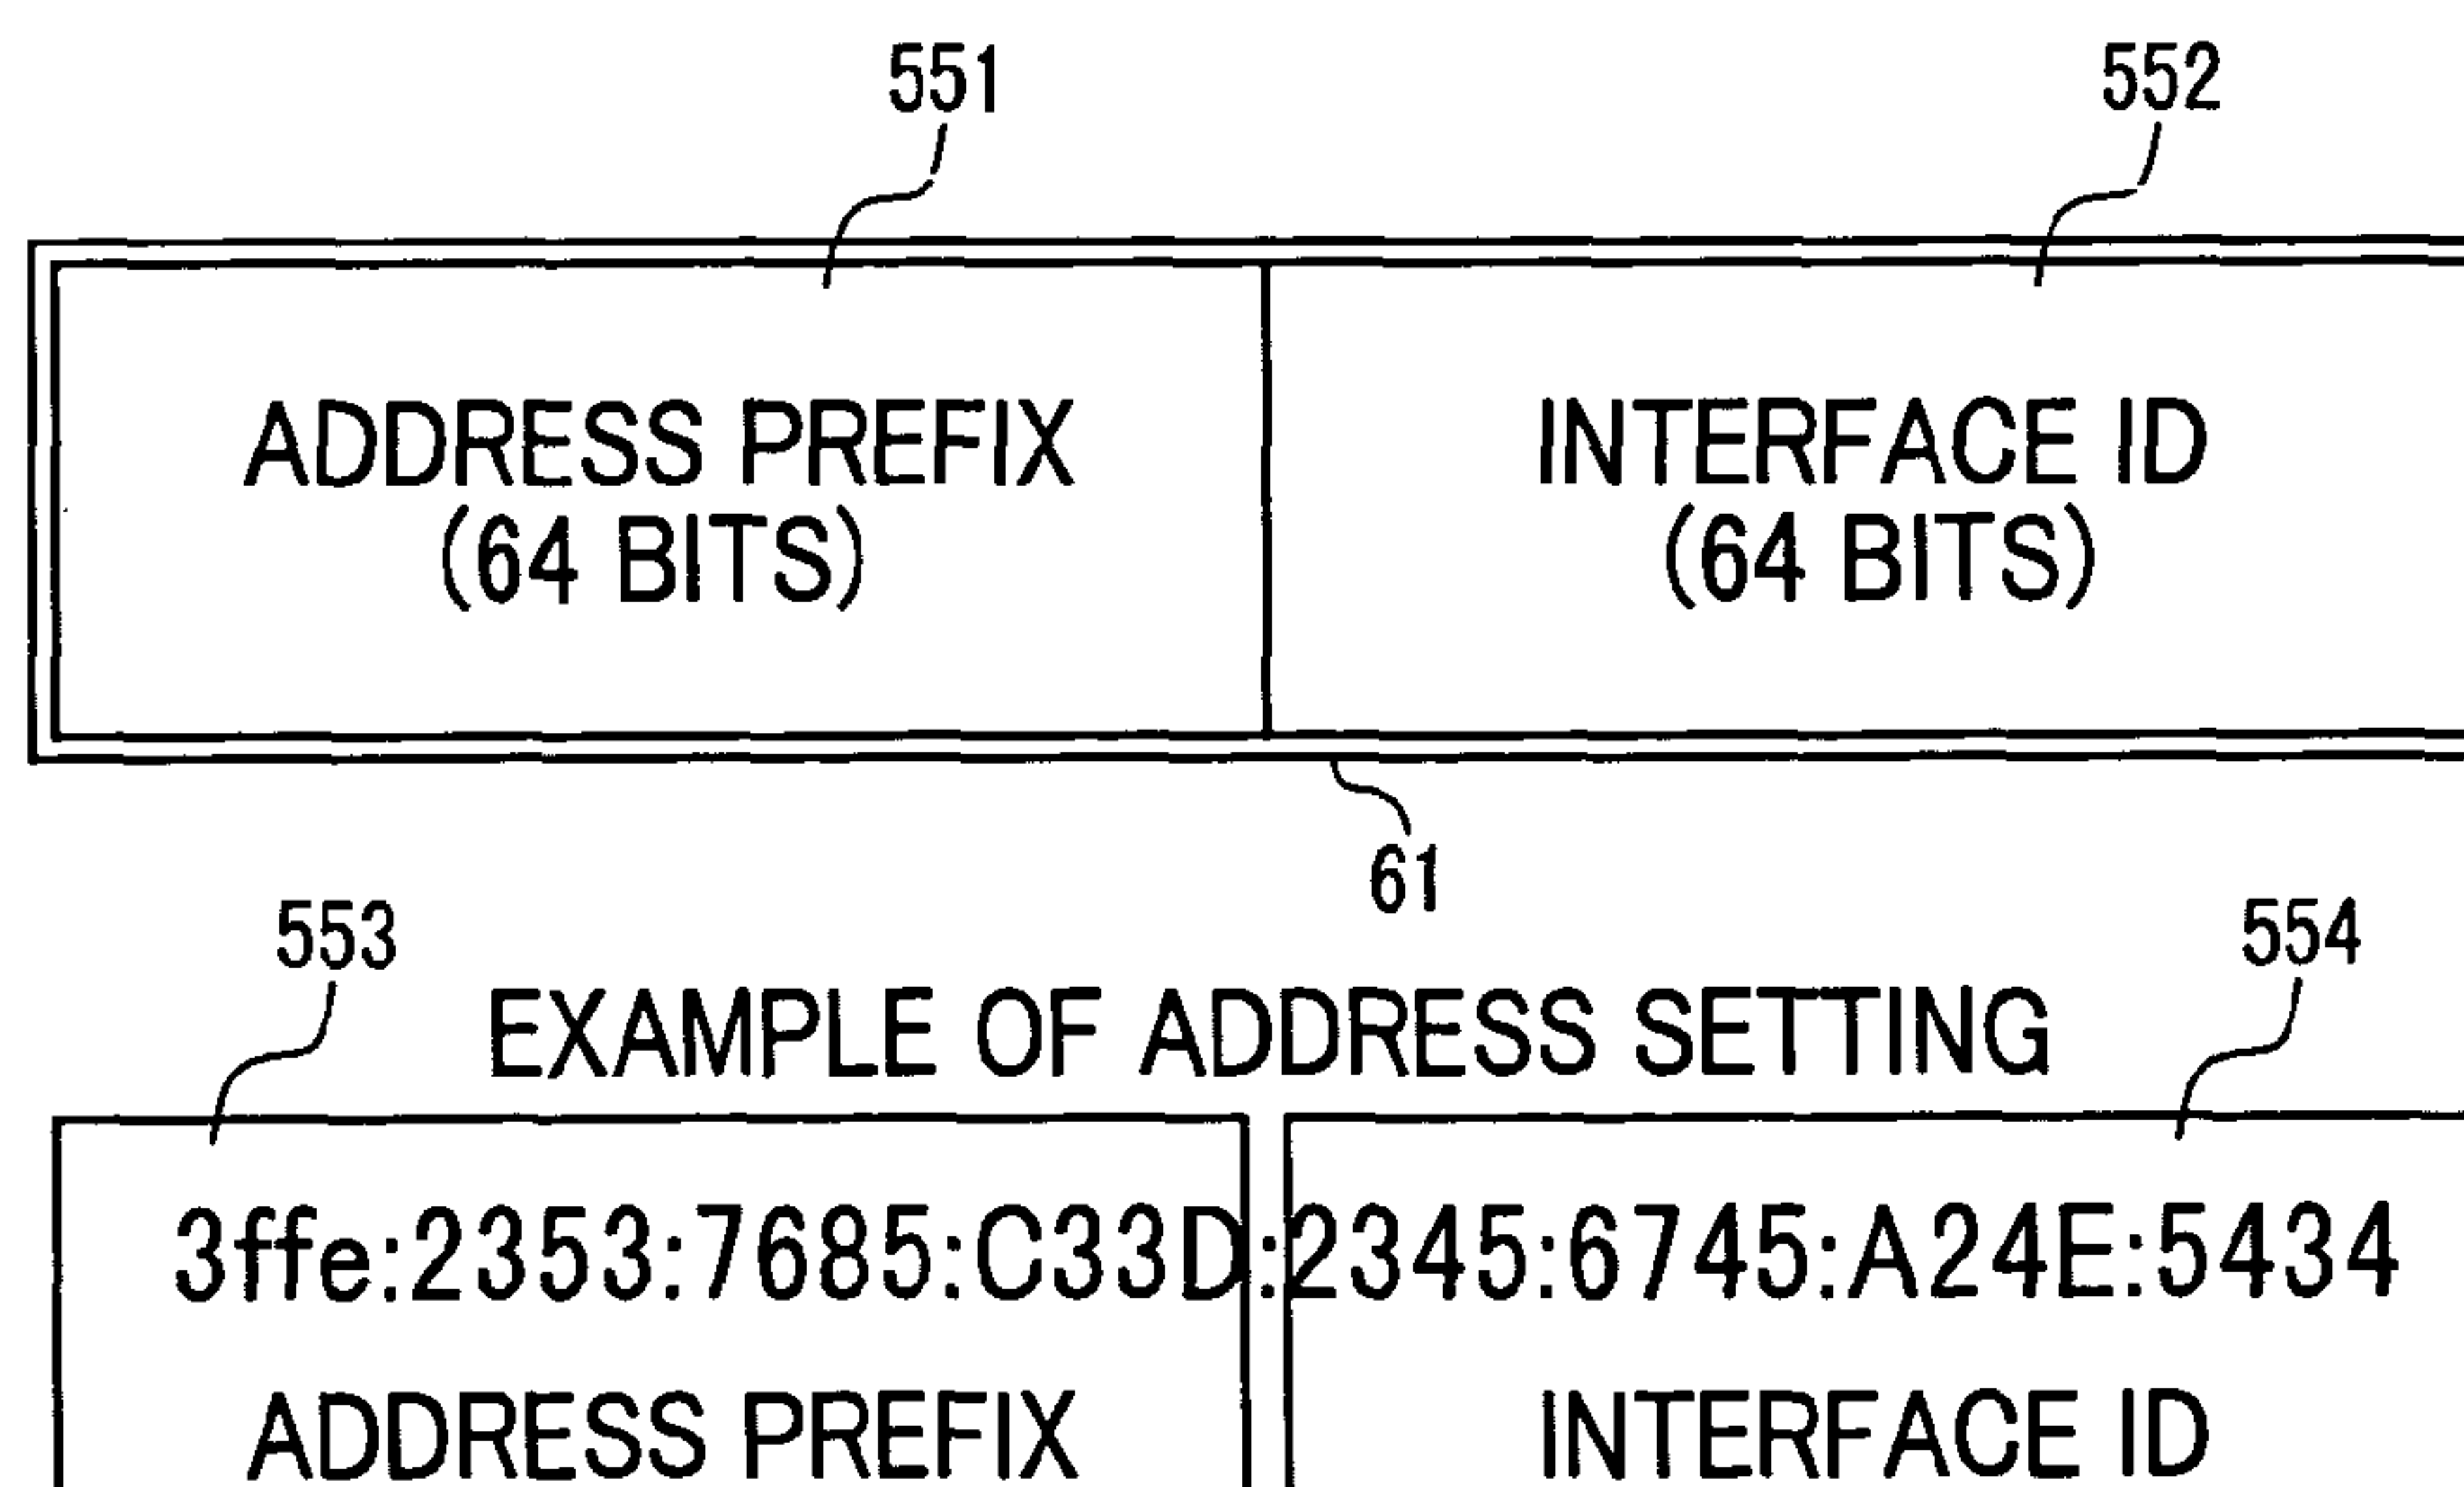 551 552
ADDRESS PREFIX INTERFACE ID
(64 BITS) (64 BITS)
61
553 554
EXAMPLE OF ADDRESS SETTING
3ffe:2353:7685:C33D:2345:6745:A24E:5434
ADDRESS PREFIX INTERFACE ID